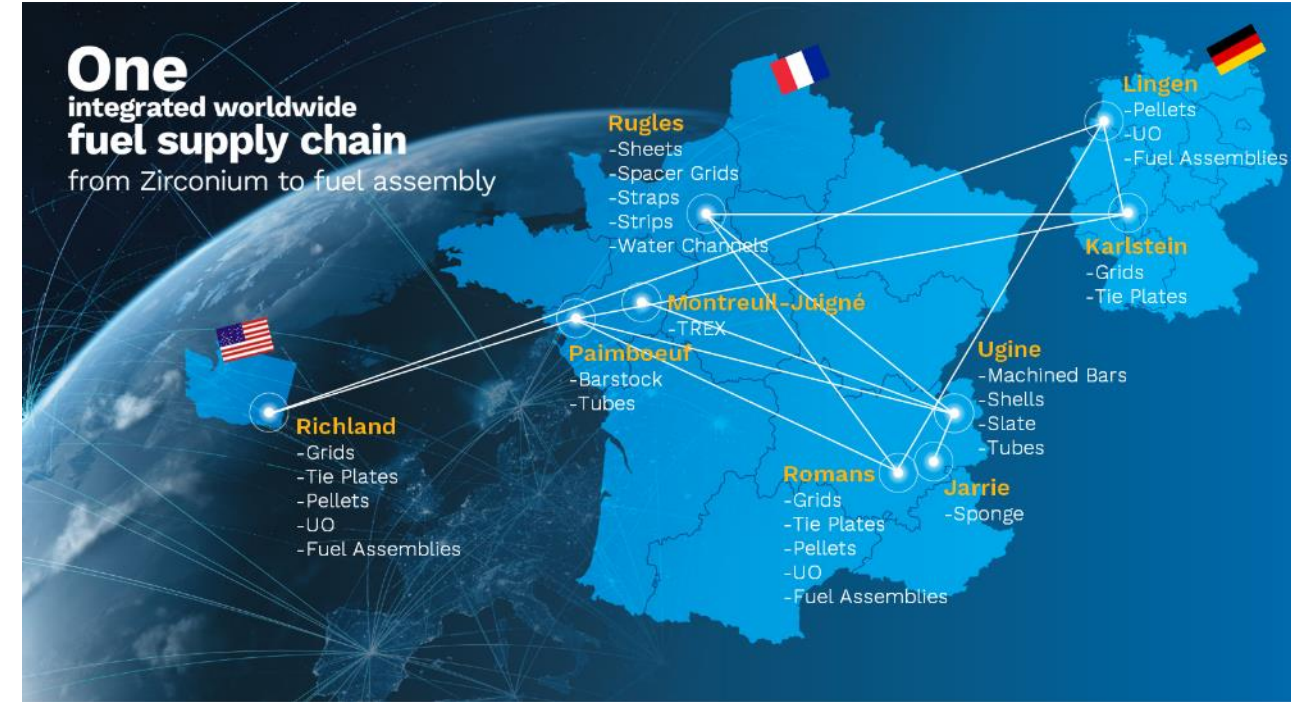 One
integrated worldwide
fuel supply chain
from Zirconium to fuel assembly
Rugles
-Sheets
-Spacer Grids
-Straps
-Strips
-Water Channels
Lingen
-Pellets
-UO
-Fuel Assemblies
Karlstein
-Grids
-Tie Plates
Montreuil-Juigné
-TREX
Paimboeuf
-Barstock
-Tubes
Ugine
-Machined Bars
-Shells
-Slate
-Tubes
Richland
-Grids
-Tie Plates
-Pellets
-UO
-Fuel Assemblies
Romans
-Grids
-Tie Plates
-Pellets
-UO
-Fuel Assemblies
Jarrie
-Sponge